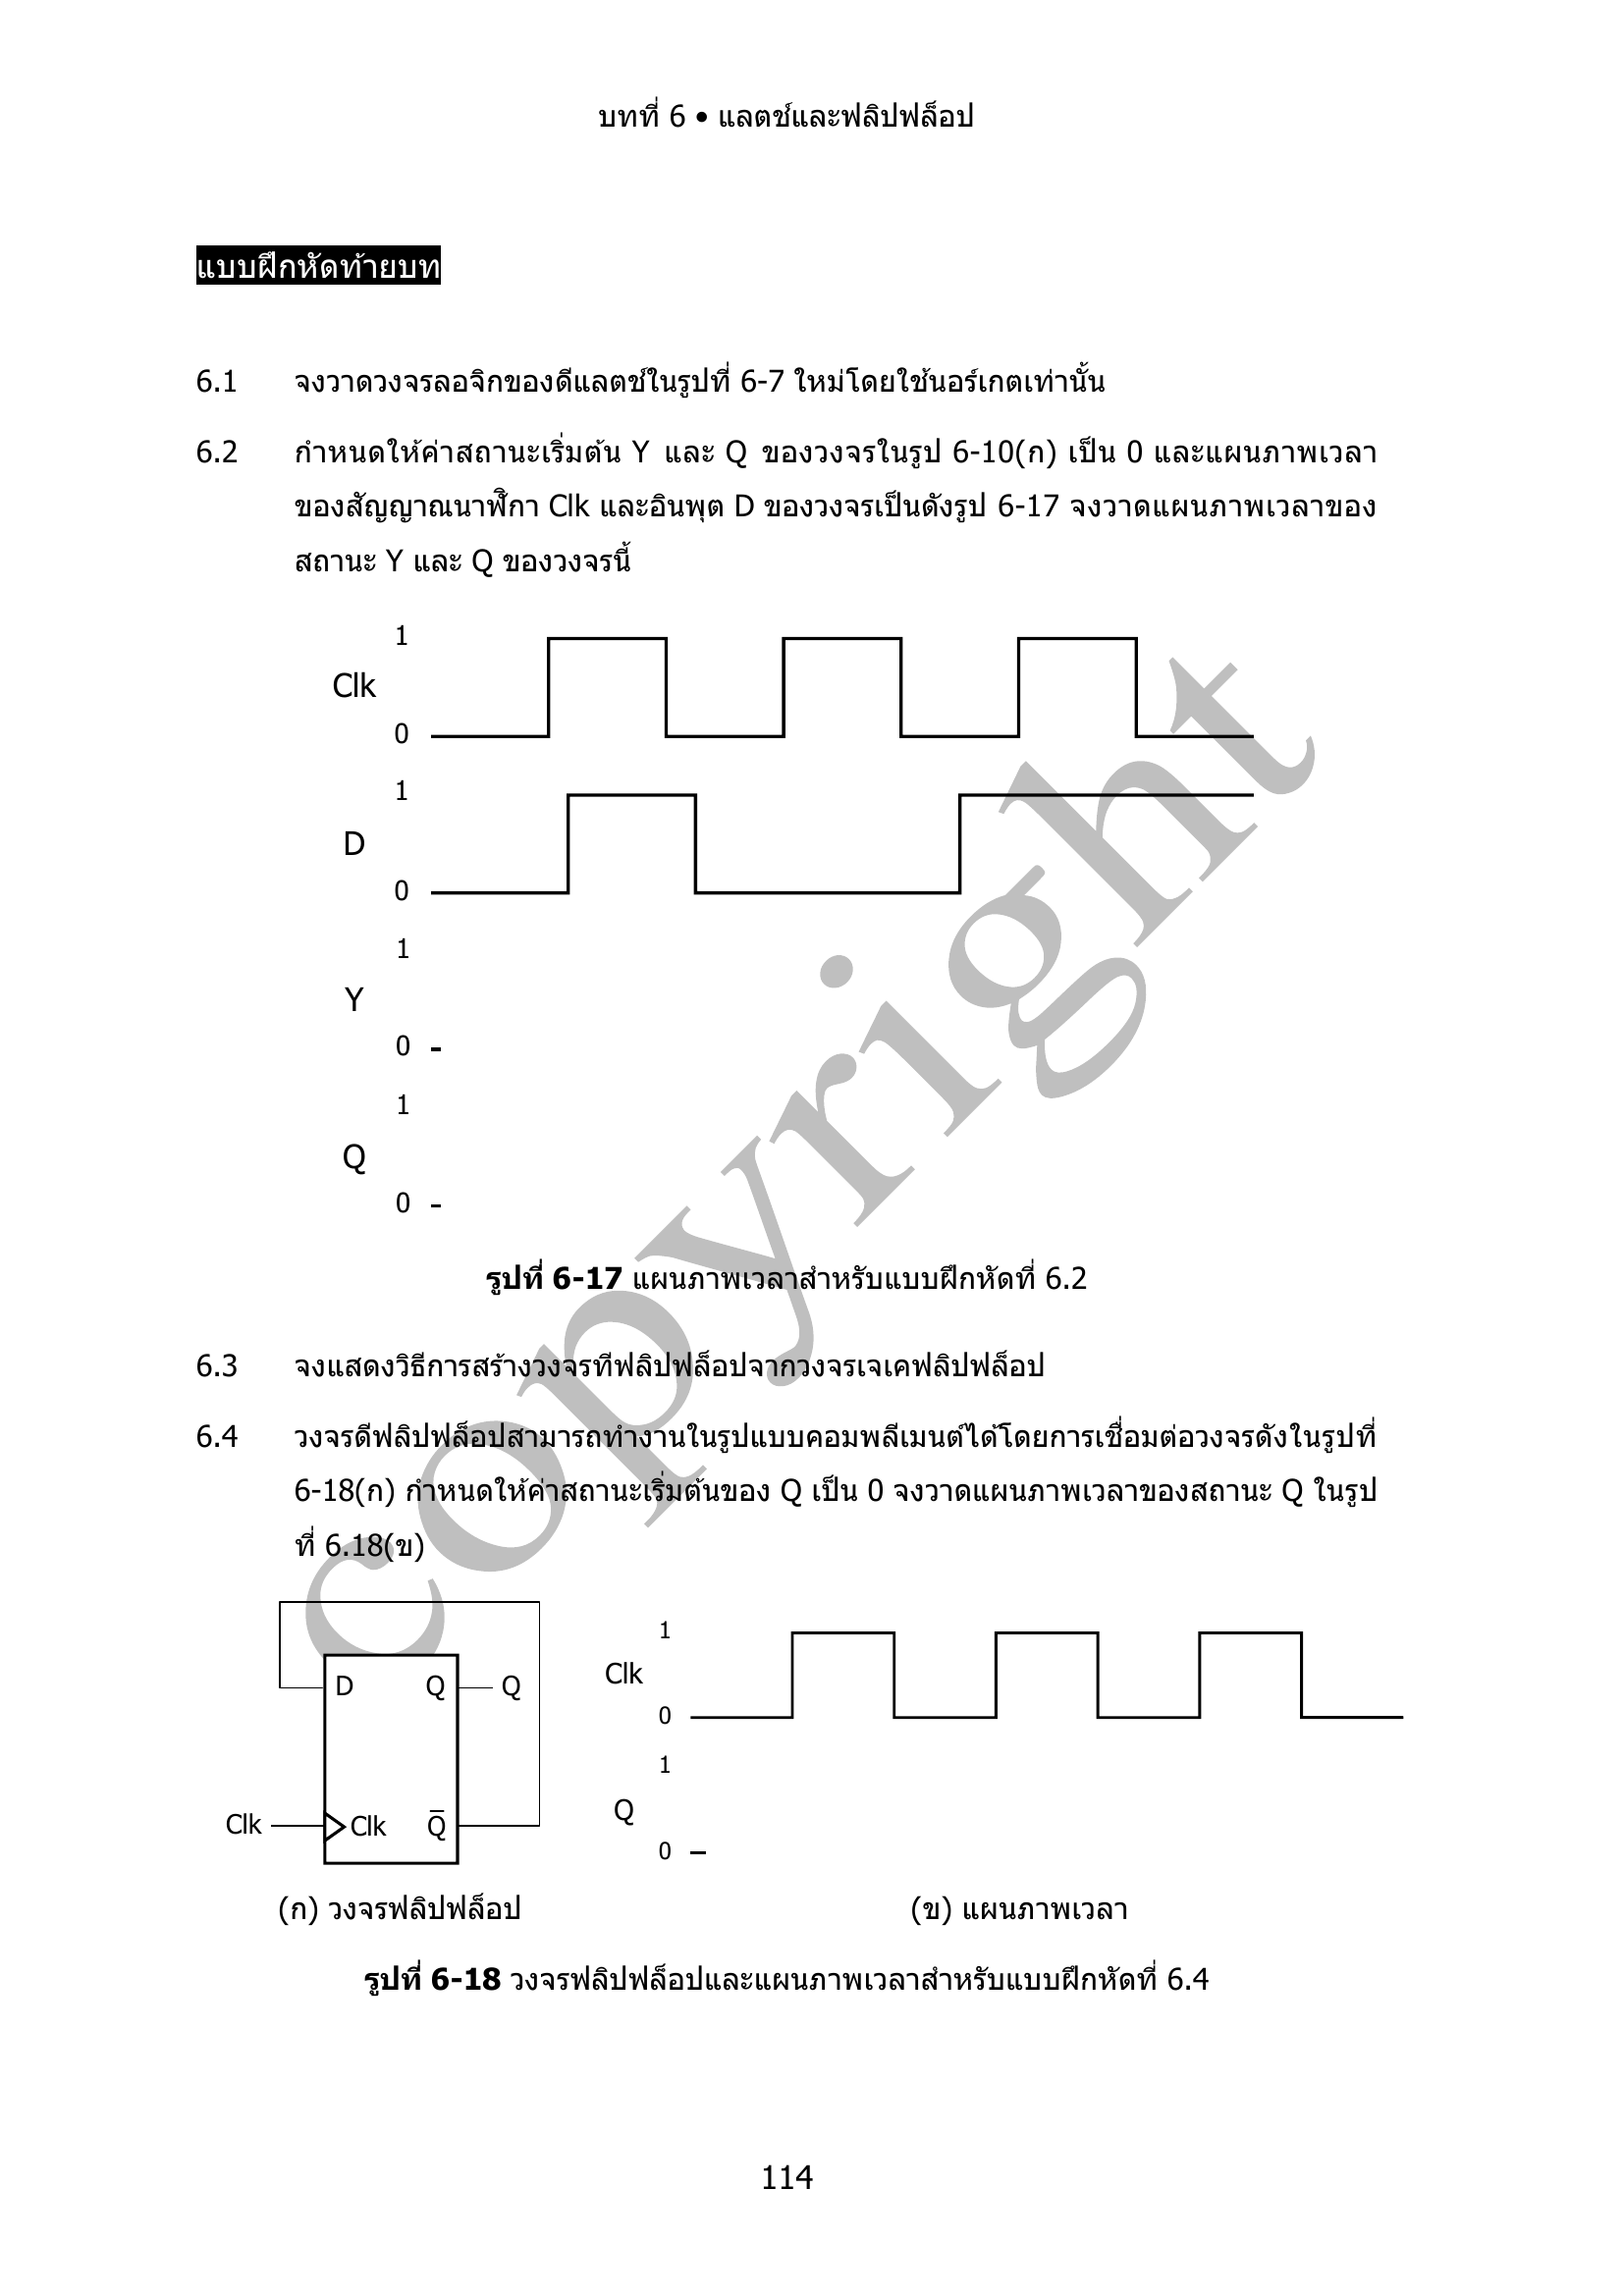 บทที่ 6 • แลตช์และฟลิปฟล็อป
แบบฝึกหัดท้ายบท
6.1 จงวาดวงจรลอจิกของดีแลตช์ในรูปที่ 6-7 ใหม่โดยใช้นอร์เกตเท่านั้น
6.2 กำหนดให้ค่าสถานะเริ่มต้น Y และ Q ของวงจรในรูป 6-10(ก) เป็น 0 และแผนภาพเวลา
ของสัญญาณนาฬิกา Clk และอินพุต D ของวงจรเป็นดังรูป 6-17 จงวาดแผนภาพเวลาของ
สถานะ Y และ Q ของวงจรนี้
1
Clk
0
1
D
0
1
Y
0
1
Q
0
รูปที่ 6-17 แผนภาพเวลาสำหรับแบบฝึกหัดที่ 6.2
6.3 จงแสดงวิธีการสร้างวงจรทีฟลิปฟล็อปจากวงจรเจเคฟลิปฟล็อป
6.4 วงจรดีฟลิปฟล็อปสามารถทำงานในรูปแบบคอมพลีเมนต์ได้โดยการเชื่อมต่อวงจรดังในรูปที่
6-18(ก) กำหนดให้ค่าสถานะเริ่มต้นของ Q เป็น 0 จงวาดแผนภาพเวลาของสถานะ Q ในรูป
ที่ 6.18(ข)
D Q Q
Clk Clk Q̅
1
Clk
0
1
Q
0
(ก) วงจรฟลิปฟล็อป (ข) แผนภาพเวลา
รูปที่ 6-18 วงจรฟลิปฟล็อปและแผนภาพเวลาสำหรับแบบฝึกหัดที่ 6.4
114
copyright